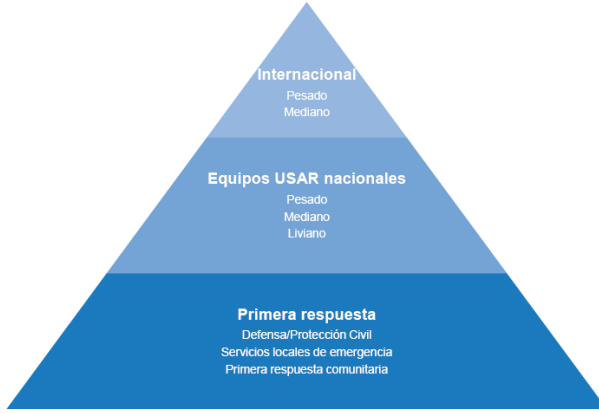 Internacional
Pesado
Mediano
Equipos USAR nacionales
Pesado
Mediano
Liviano
Primera respuesta
Defensa/Protección Civil
Servicios locales de emergencia
Primera respuesta comunitaria